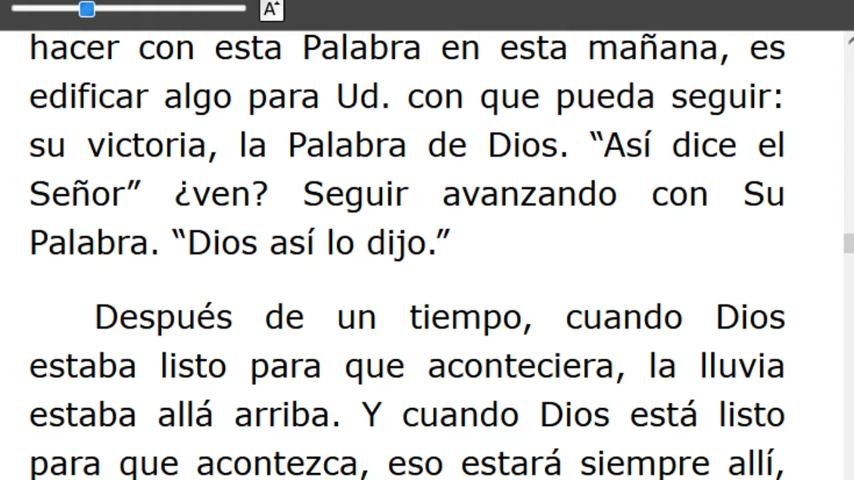 A
hacer con esta Palabra en esta mañana, es
edificar algo para Ud. con que pueda seguir:
su victoria, la Palabra de Dios. “Así dice el
Señor” ¿ven? Seguir avanzando con Su
Palabra. “Dios así lo dijo.”
Después de un tiempo, cuando Dios
estaba listo para que aconteciera, la lluvia
estaba allá arriba. Y cuando Dios está listo
para que acontezca, eso estará siempre allí,